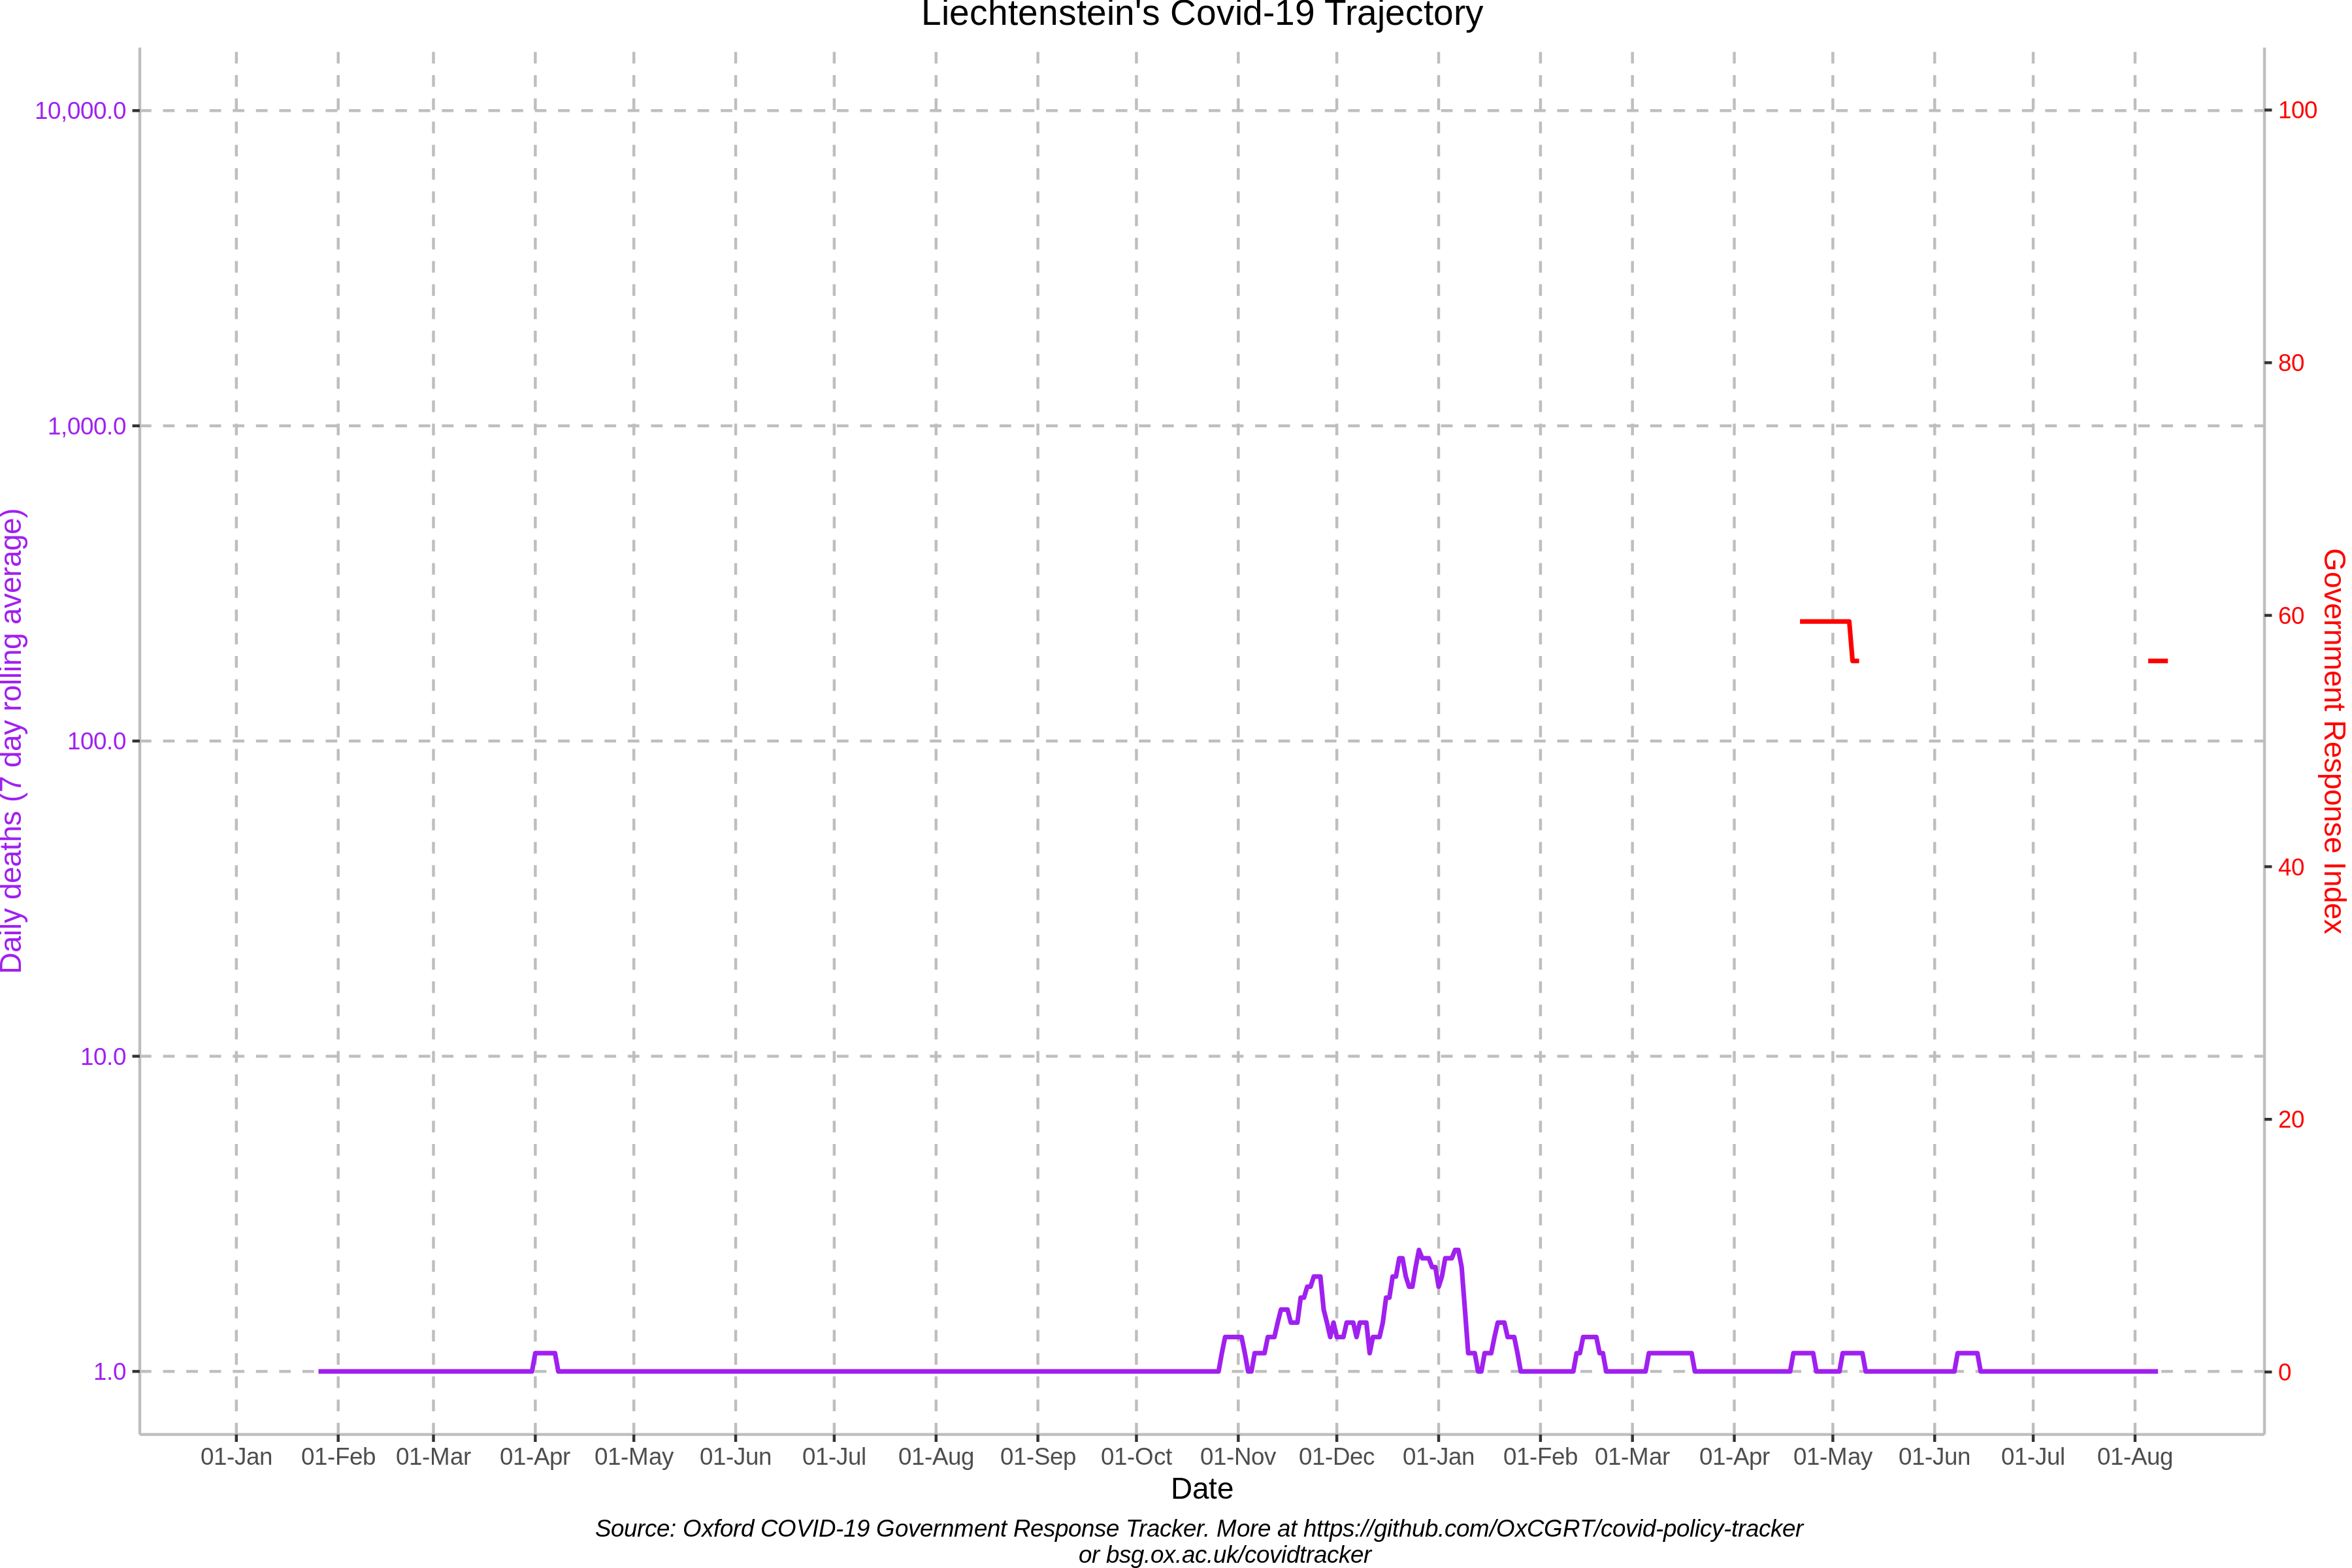 Liechtenstein's Covid-19 Trajectory
10,000.0
1,000.0
100.0
10.0
1.0
Daily deaths (7 day rolling average)
100
80
60
40
20
0
Government Response Index
01-Jan 01-Feb 01-Mar 01-Apr 01-May 01-Jun 01-Jul 01-Aug 01-Sep 01-Oct 01-Nov 01-Dec 01-Jan 01-Feb 01-Mar 01-Apr 01-May 01-Jun 01-Jul 01-Aug
Date
Source: Oxford COVID-19 Government Response Tracker. More at https://github.com/OxCGRT/covid-policy-tracker
or bsg.ox.ac.uk/covidtracker